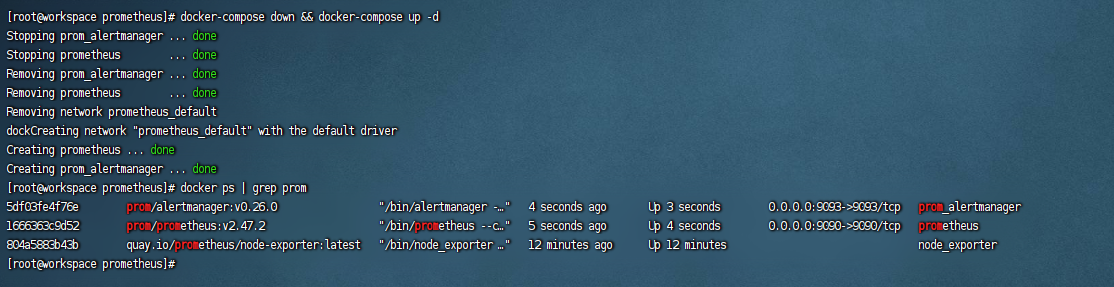 [root@workspace prometheus]# docker-compose down && docker-compose up -d
Stopping prom_alertmanager ... done
Stopping prometheus        ... done
Removing prom_alertmanager ... done
Removing prometheus        ... done
Removing network prometheus_default
dockCreating network "prometheus_default" with the default driver
Creating prometheus ... done
Creating prom_alertmanager ... done
[root@workspace prometheus]# docker ps | grep prom
5df03fe4f76e        prom/alertmanager:v0.26.0                 "/bin/alertmanager -…"   4 seconds ago       Up 3 seconds        0.0.0.0:9093->9093/tcp   prom_alertmanager
1666363c9d52        prom/prometheus:v2.47.2                   "/bin/prometheus --c…"   5 seconds ago       Up 4 seconds        0.0.0.0:9090->9090/tcp   prometheus
804a5883b43b        quay.io/prometheus/node-exporter:latest   "/bin/node_exporter …"   12 minutes ago      Up 12 minutes                                node_exporter
[root@workspace prometheus]#